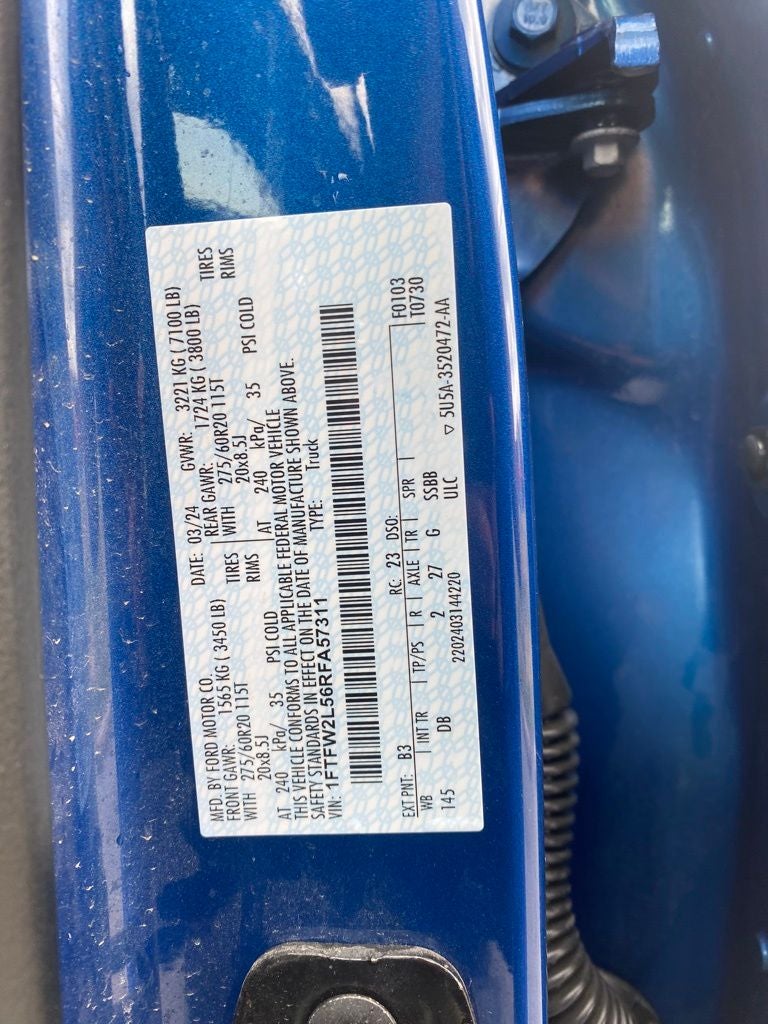 MFD. BY FORD MOTOR CO. DATE: 03/24 GVWR: 3221 KG ( 7100 LB)
FRONT GAWR: 1565 KG ( 3450 LB) REAR GAWR: 1724 KG ( 3800 LB)
WITH 275/60R20 115T TIRES WITH 275/60R20 115T TIRES
20x8.5J RIMS 20x8.5J RIMS
AT 240 kPa/ 35 PSI COLD AT 240 kPa/ 35 PSI COLD
THIS VEHICLE CONFORMS TO ALL APPLICABLE FEDERAL MOTOR VEHICLE
SAFETY STANDARDS IN EFFECT ON THE DATE OF MANUFACTURE SHOWN ABOVE.
VIN: 1FTFW2L56RFA57311 TYPE: Truck
EXT PNT: B3 RC: 23 DSO: F0103
WB INT TR TP/PS R AXLE TR SPR T0730
145 DB 2 27 G SSBB
2202403144220 ULC ▽ 5U5A-3520472-AA
10.9